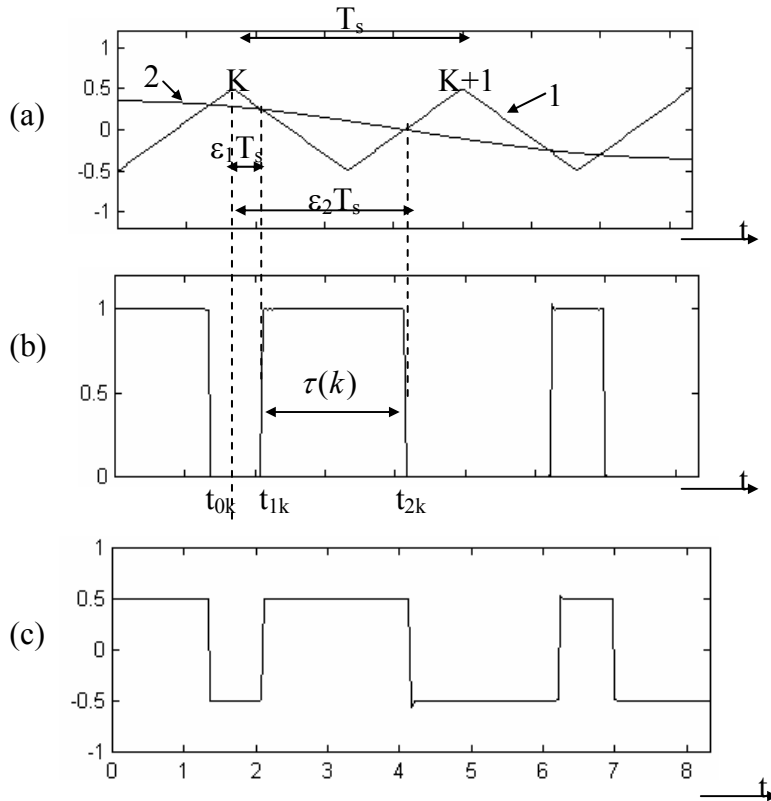 Tₛ
1
2 K K+1
0.5
1
(a) 0
ε₁Tₛ
-0.5
ε₂Tₛ
-1
t
1
(b)
0.5 τ(k)
0
t₀ₖ t₁ₖ t₂ₖ
t
1
0.5
(c) 0
-0.5
-1
0 1 2 3 4 5 6 7 8
t